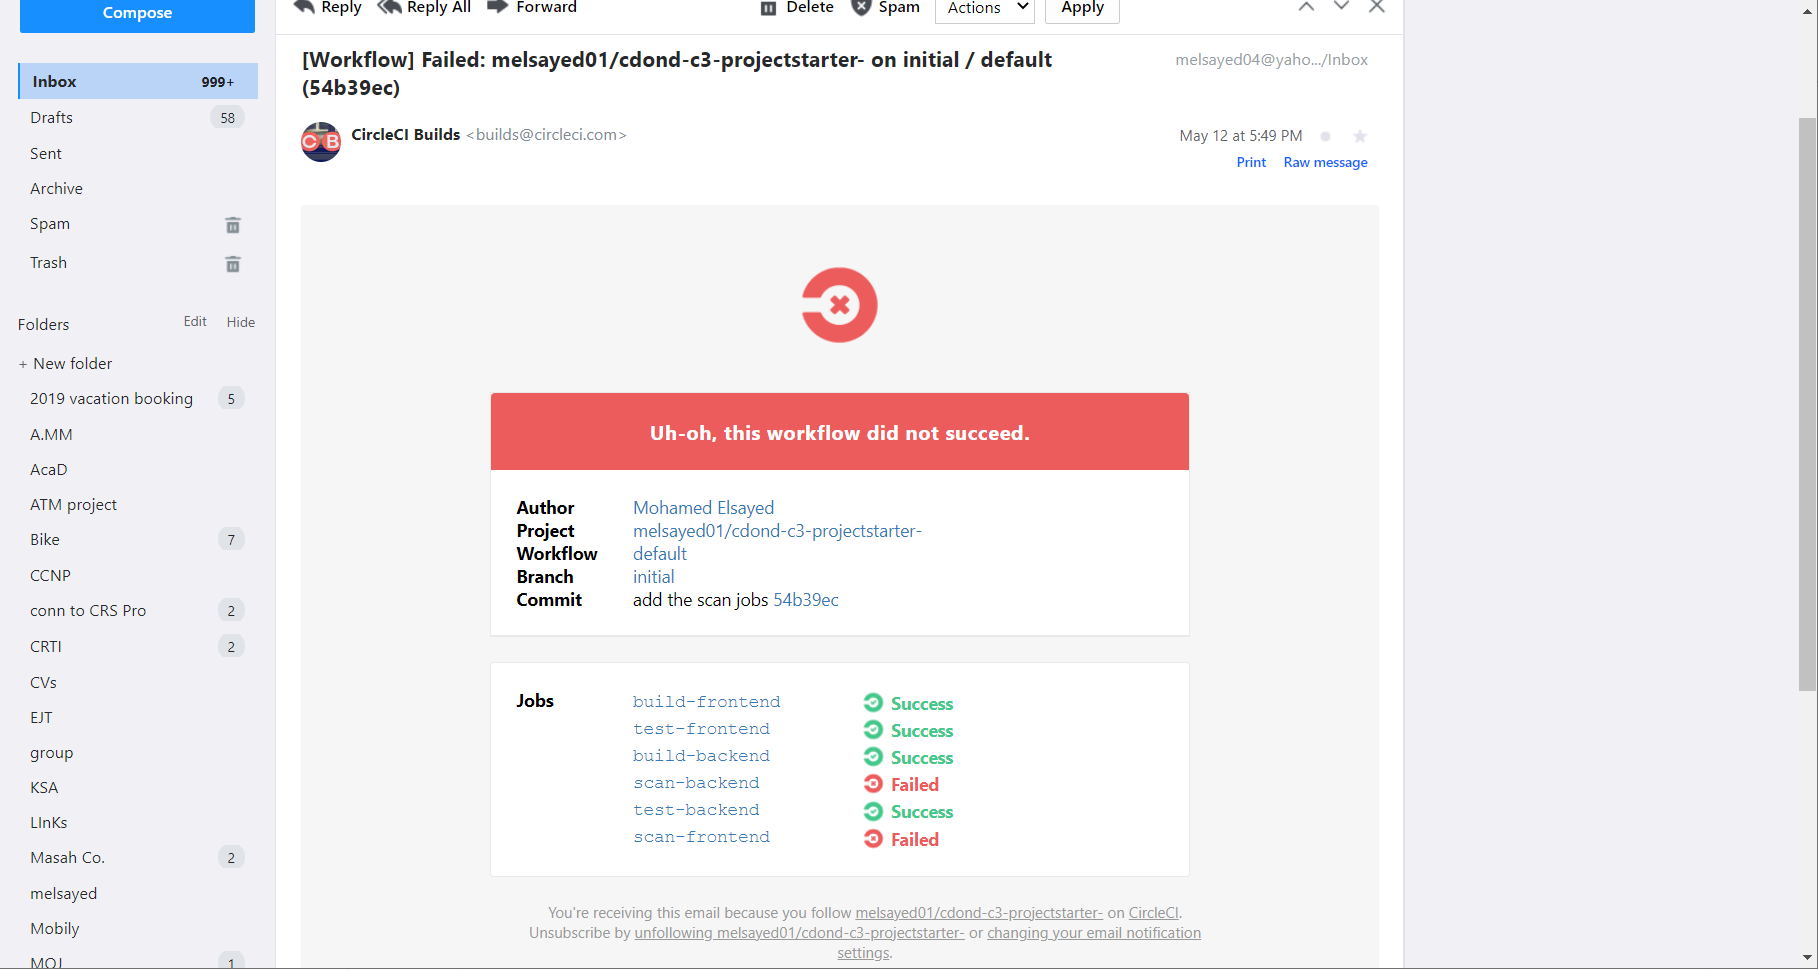 Compose
Inbox 999+
Drafts 58
Sent
Archive
Spam
Trash
Folders Edit Hide
+ New folder
2019 vacation booking 5
A.MM
AcaD
ATM project
Bike 7
CCNP
conn to CRS Pro 2
CRTI 2
CVs
EJT
group
KSA
LInKs
Masah Co. 2
melsayed
Mobily
MOJ 1
Reply Reply All Forward Delete Spam Actions Apply
[Workflow] Failed: melsayed01/cdond-c3-projectstarter- on initial / default
(54b39ec)
melsayed04@yaho.../Inbox
CB
CircleCI Builds <builds@circleci.com>
May 12 at 5:49 PM
Print Raw message
Uh-oh, this workflow did not succeed.
Author Mohamed Elsayed
Project melsayed01/cdond-c3-projectstarter-
Workflow default
Branch initial
Commit add the scan jobs 54b39ec
Jobs build-frontend Success
test-frontend Success
build-backend Success
scan-backend Failed
test-backend Success
scan-frontend Failed
You're receiving this email because you follow melsayed01/cdond-c3-projectstarter- on CircleCI.
Unsubscribe by unfollowing melsayed01/cdond-c3-projectstarter- or changing your email notification
settings.